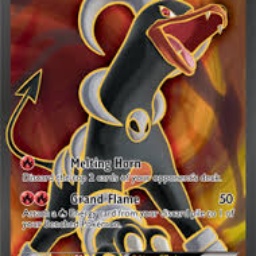 Melting Horn
Discard the top 2 cards of your opponent's deck.
Grand Flame 50
Attach a Energy card from your discard pile to 1 of
your Benched Pokémon.